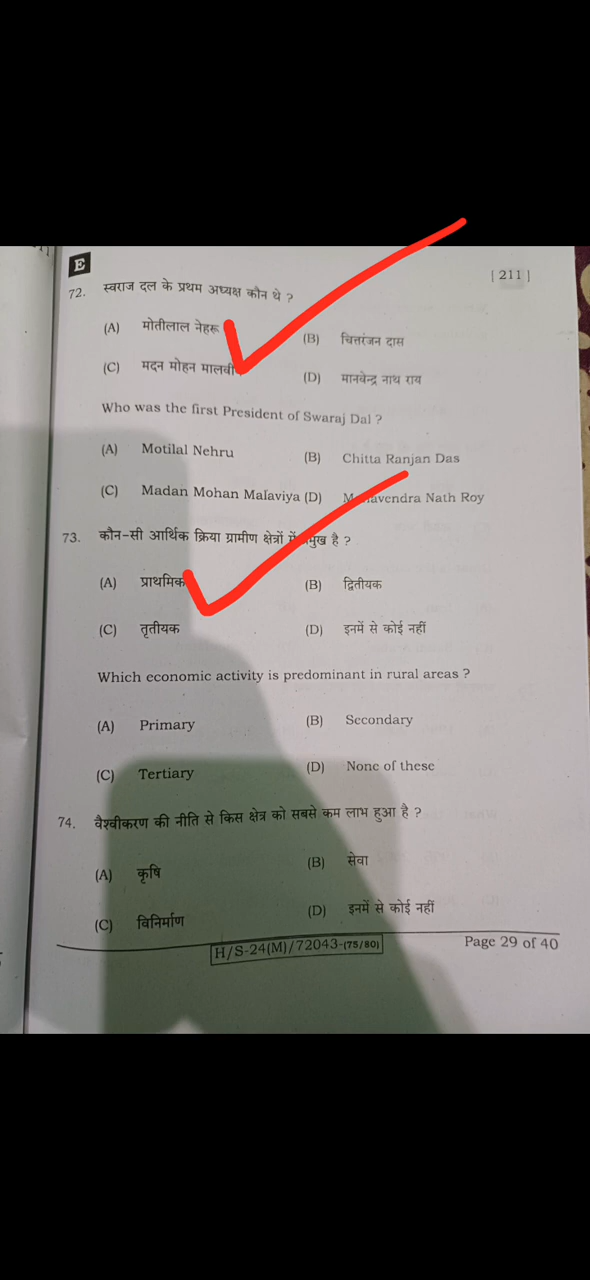 E
[ 211 ]
72. स्वराज दल के प्रथम अध्यक्ष कौन थे ?
(A) मोतीलाल नेहरू (B) चित्तरंजन दास
(C) मदन मोहन (D) मानवेन्द्र नाथ राय
Who was the first President of Swaraj Dal ?
(A) Motilal Nehru (B) Chitta Ranjan Das
(C) Madan Mohan Malaviya (D) Nath Roy
73. कौन-सी आर्थिक क्रिया ग्रामीण क्षेत्रों में है ?
(A) प्राथमिक (B) द्वितीयक
(C) तृतीयक (D) इनमें से कोई नहीं
Which economic activity is predominant in rural areas ?
(A) Primary (B) Secondary
(C) Tertiary (D) None of these
74. वैश्वीकरण की नीति से किस क्षेत्र को सबसे कम लाभ हुआ है ?
(A) कृषि (B) सेवा
(C) विनिर्माण (D) इनमें से कोई नहीं
H/S-24(M)/72043-(75/80) Page 29 of 40